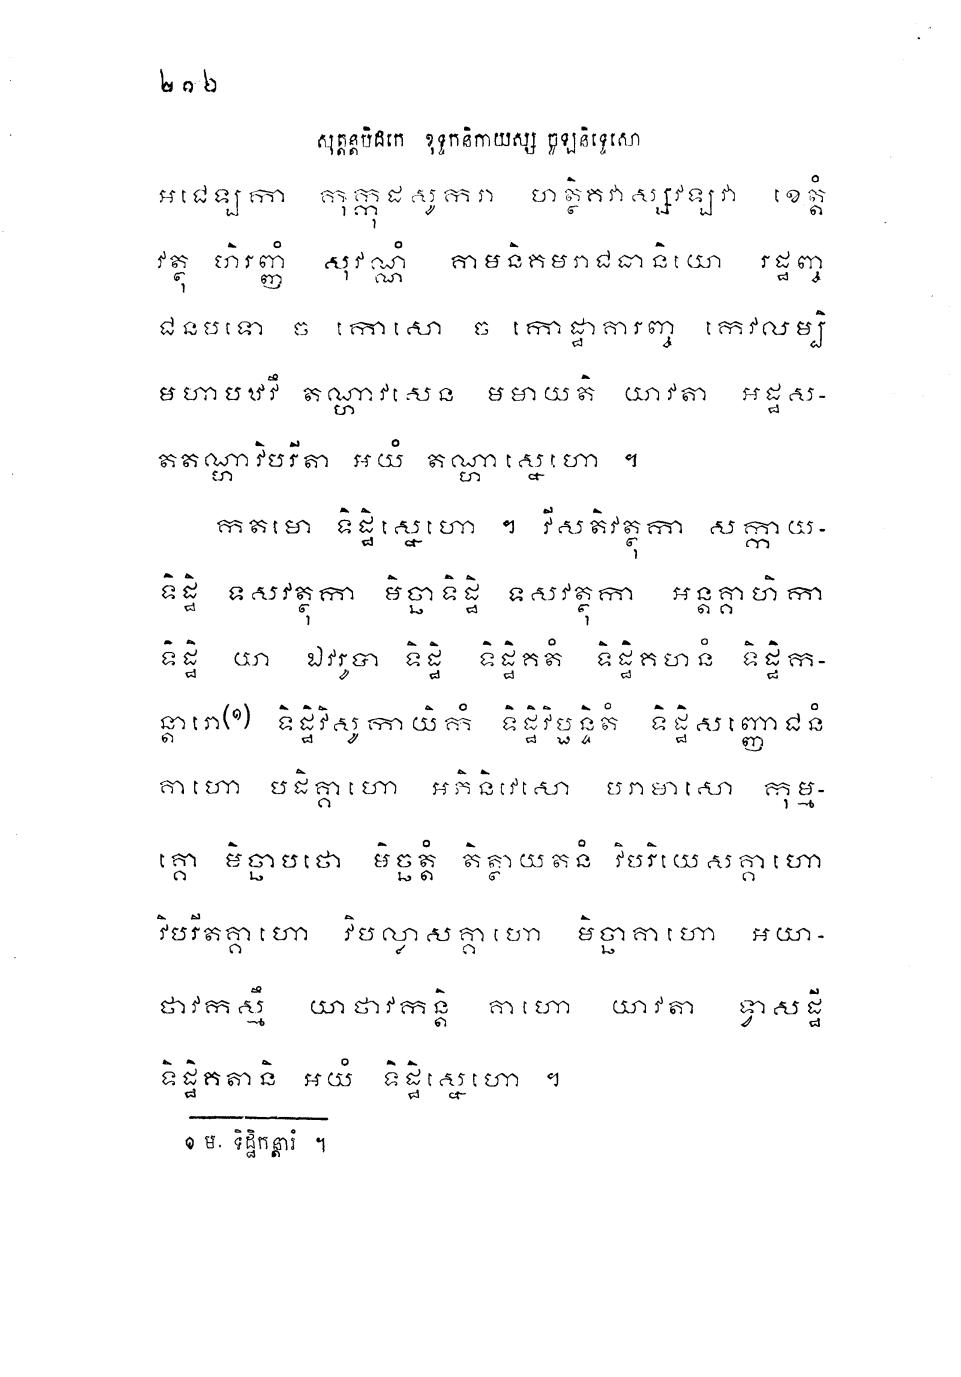 ២១៦
សុត្តន្តបិដកេ ខុទ្ទកនិកាយស្ស ចូឡនិទ្ទេសោ
អជេឡកា កុក្កុដសូករា ហត្ថិគវាស្សវឡវា ខេត្តំ
វត្ថុ ហិរញ្ញំ សុវណ្ណំ គាមនិគមរាជធានិយោ រដ្ឋញ្ច
ជនបទោ ច កោសោ ច កោដ្ឋាគារញ្ច កេវលម្បិ
មហាបឋវឹ តណ្ហាវសេន មមាយតិ យាវតា អដ្ឋស-
តតណ្ហាវិបរីតា អយំ តណ្ហាស្នេហោ ។
កតមោ ទិដ្ឋិស្នេហោ ។ វីសតិវត្ថុកា សក្កាយ-
ទិដ្ឋិ ទសវត្ថុកា មិច្ឆាទិដ្ឋិ ទសវត្ថុកា អន្តគ្គាហិកា
ទិដ្ឋិ យា ឯវរូបា ទិដ្ឋិ ទិដ្ឋិគតំ ទិដ្ឋិគហនំ ទិដ្ឋិក-
ន្តារោ(១) ទិដ្ឋិវិសូកាយិកំ ទិដ្ឋិវិប្ផន្ទិតំ ទិដ្ឋិសញ្ញោជនំ
គាហោ បដិគ្គាហោ អភិនិវេសោ បរាមាសោ កុម្ម-
គ្គោ មិច្ឆាបថោ មិច្ឆត្តំ តិត្ថាយតនំ វិបរិយេសគ្គាហោ
វិបរីតគ្គាហោ វិបល្លាសគ្គាហោ មិច្ឆាគាហោ អយា-
ថាវកស្មឹ យាថាវកន្តិ គាហោ យាវតា ទ្វាសដ្ឋី
ទិដ្ឋិគតានិ អយំ ទិដ្ឋិស្នេហោ ។
១ ម. ទិដ្ឋិកន្តារំ ។